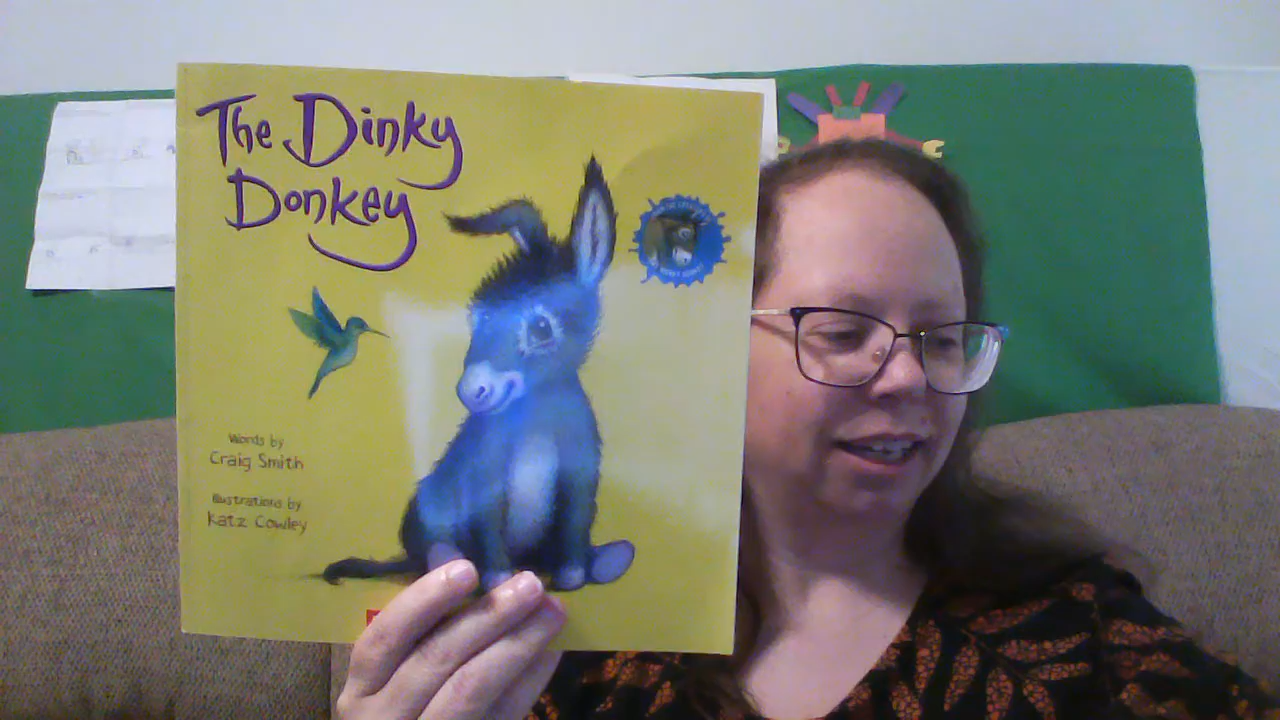 The Dinky
Donkey
Words by
Craig Smith
Illustrations by
Katz Cowley